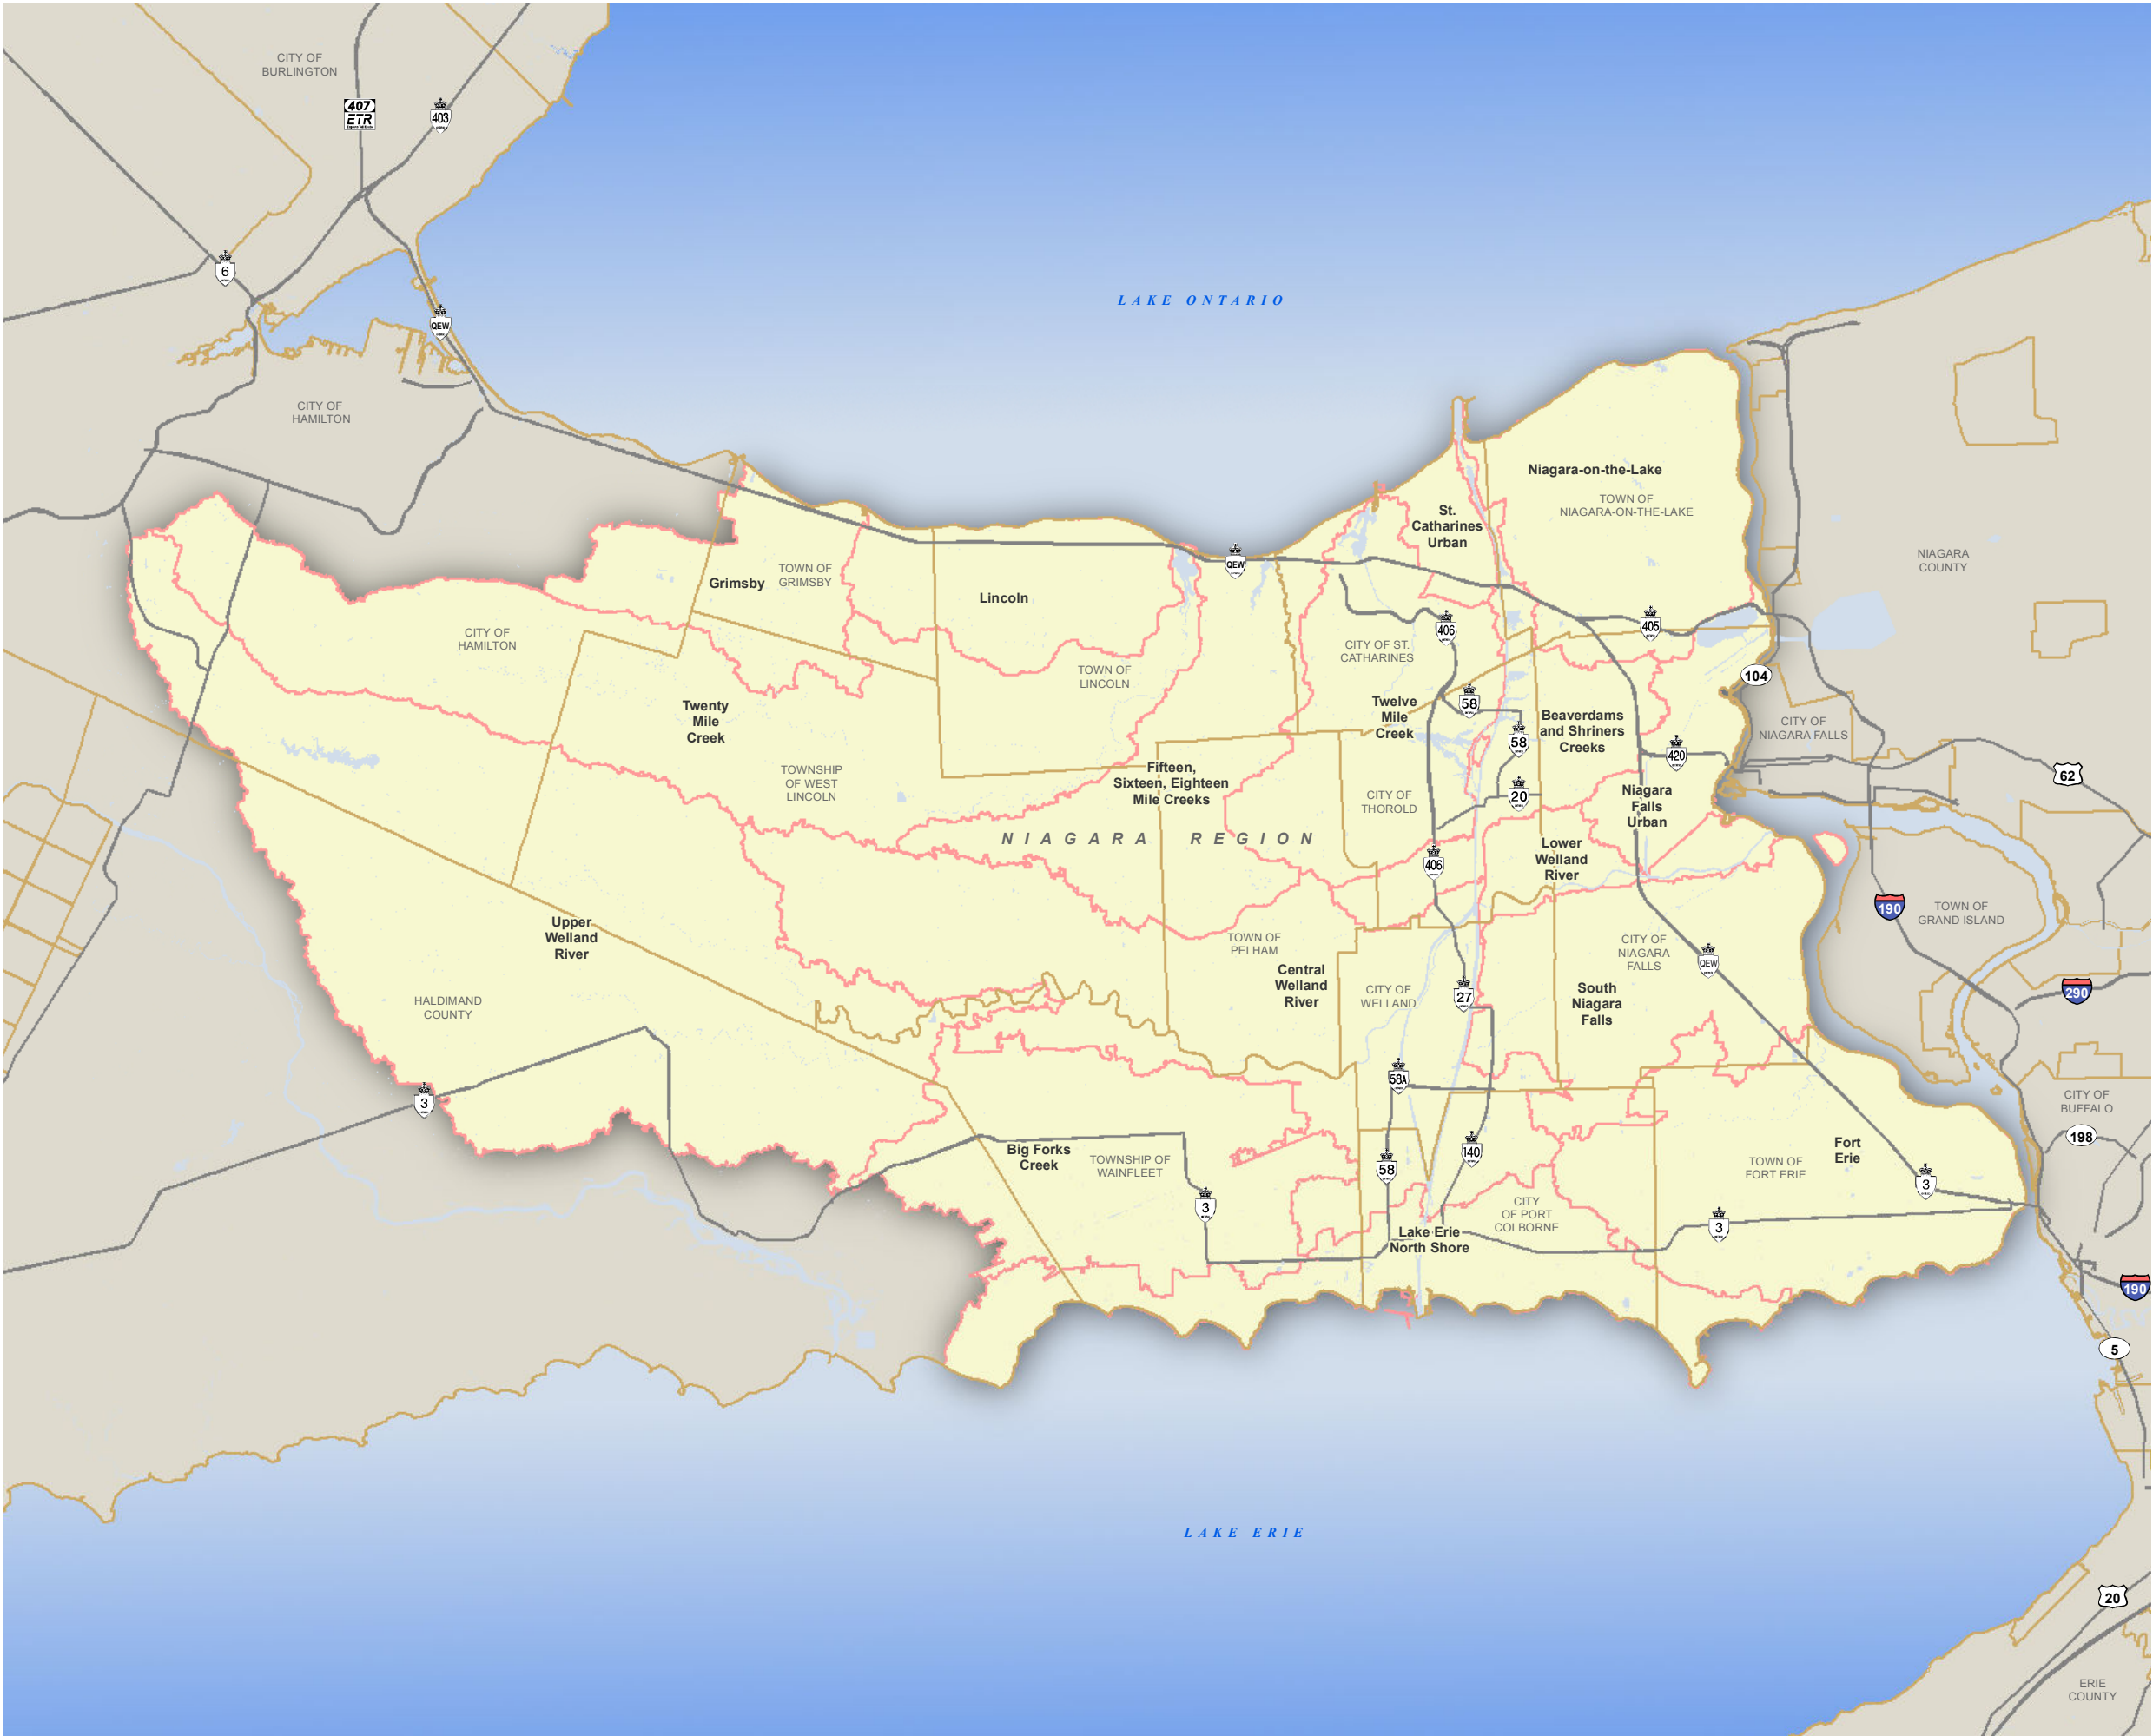 CITY OF
BURLINGTON
407
ETR
403
6
QEW
LAKE ONTARIO
CITY OF
HAMILTON
Niagara-on-the-Lake
TOWN OF
NIAGARA-ON-THE-LAKE
St.
Catharines
Urban
NIAGARA
COUNTY
QEW
TOWN OF
GRIMSBY
Grimsby
Lincoln
CITY OF
HAMILTON
406
405
CITY OF ST.
CATHARINES
TOWN OF
LINCOLN
104
Twenty
Mile
Creek
Twelve
Mile
Creek
58
Beaverdams
and Shriners
Creeks
58
CITY OF
NIAGARA FALLS
420
62
TOWNSHIP
OF WEST
LINCOLN
Fifteen,
Sixteen, Eighteen
Mile Creeks
CITY OF
THOROLD
20
Niagara
Falls
Urban
NIAGARA REGION
406
Lower
Welland
River
190
TOWN OF
GRAND ISLAND
Upper
Welland
River
TOWN OF
PELHAM
CITY OF
NIAGARA
FALLS
QEW
Central
Welland
River
CITY OF
WELLAND
27
South
Niagara
Falls
290
HALDIMAND
COUNTY
58A
3
CITY OF
BUFFALO
198
Big Forks
Creek
TOWNSHIP OF
WAINFLEET
58
140
Fort
Erie
TOWN OF
FORT ERIE
3
3
CITY
OF PORT
COLBORNE
3
Lake Erie
North Shore
190
5
LAKE ERIE
20
ERIE
COUNTY